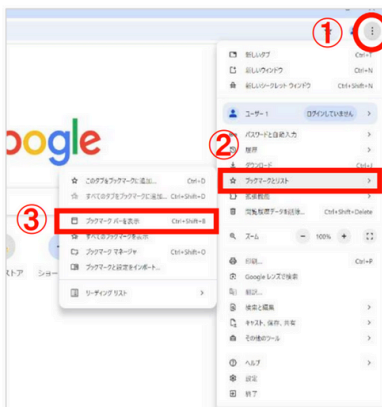 ①
新しいタブ Ctrl+T
新しいウィンドウ Ctrl+N
新しいシークレット ウィンドウ Ctrl+Shift+N
ユーザー 1 ログインしていません
パスワードと自動入力
②
履歴
ダウンロード Ctrl+J
ブックマークとリスト
拡張機能
閲覧履歴データを削除... Ctrl+Shift+Delete
ズーム - 100% +
印刷... Ctrl+P
Google レンズで検索
翻訳...
検索と編集
キャスト、保存、共有
その他のツール
ヘルプ
設定
終了
oogle
このタブをブックマークに追加... Ctrl+D
すべてのタブをブックマークに追加... Ctrl+Shift+D
③
ブックマーク バーを表示 Ctrl+Shift+B
すべてのブックマークを表示
ブックマーク マネージャ Ctrl+Shift+O
ブックマークと設定をインポート...
リーディング リスト
ストア ショー